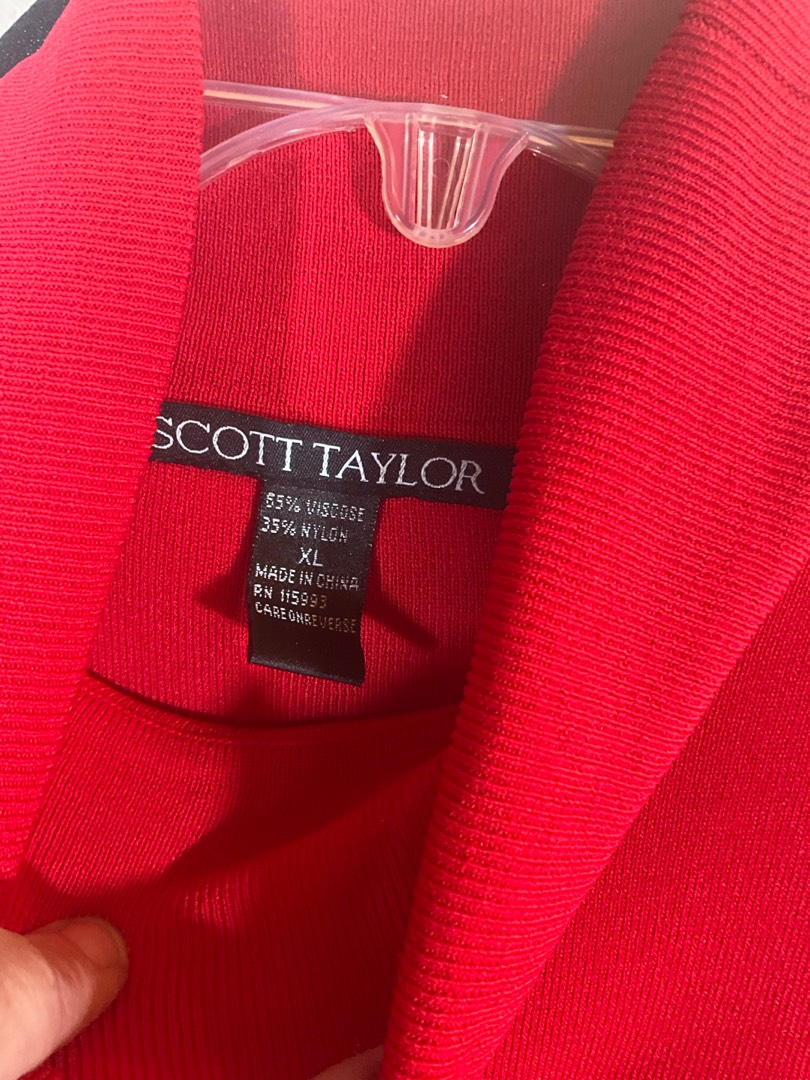 SCOTT TAYLOR
65% VISCOSE
35% NYLON
XL
MADE IN CHINA
RN 115993
CARE ON REVERSE